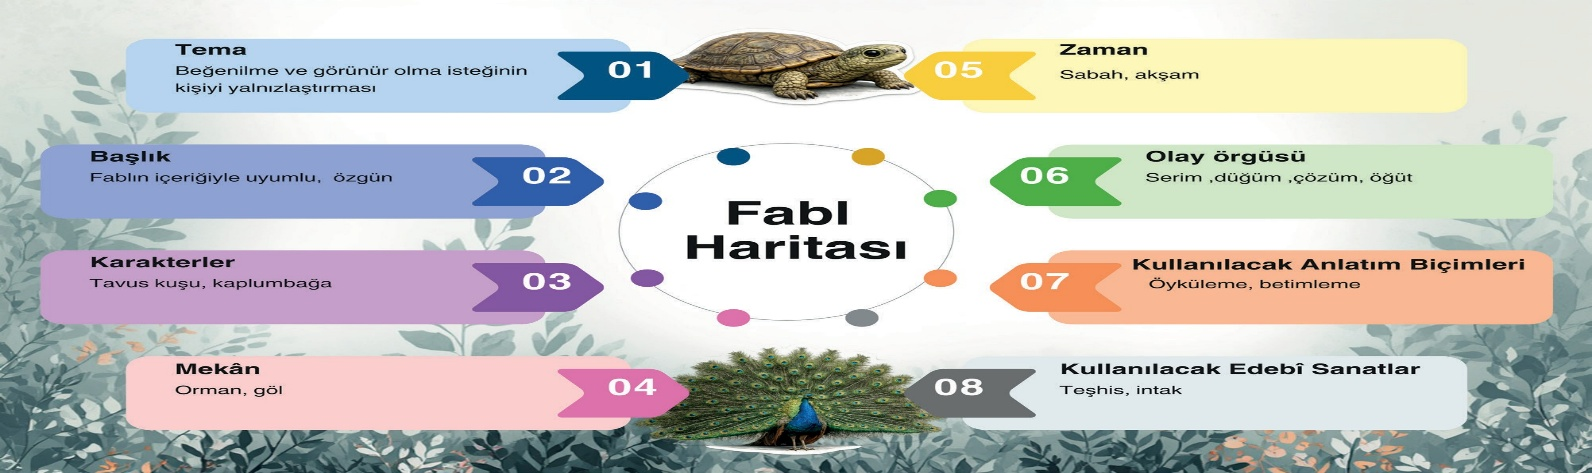 Tema
Beğenilme ve görünür olma isteğinin
kişiyi yalnızlaştırması
01
Başlık
Fablın içeriğiyle uyumlu, özgün
02
Karakterler
Tavus kuşu, kaplumbağa
03
Mekân
Orman, göl
04
Fabl
Haritası
05
Zaman
Sabah, akşam
06
Olay örgüsü
Serim ,düğüm ,çözüm, öğüt
07
Kullanılacak Anlatım Biçimleri
Öyküleme, betimleme
08
Kullanılacak Edebî Sanatlar
Teşhis, intak